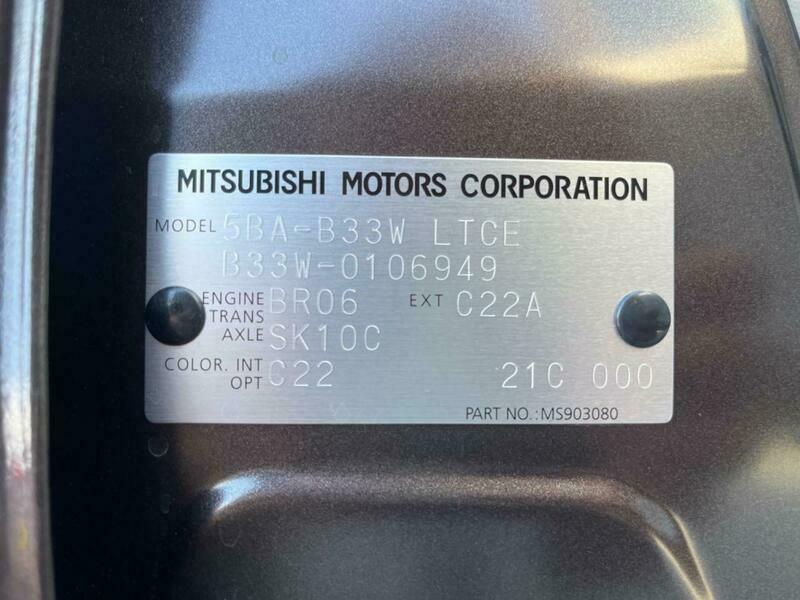 MITSUBISHI MOTORS CORPORATION
MODEL 5BA-B33W LTCE
B33W-0106949
ENGINE BR06 EXT C22A
TRANS
AXLE SK10C
COLOR. INT C22 21C 000
OPT
PART NO.:MS903080